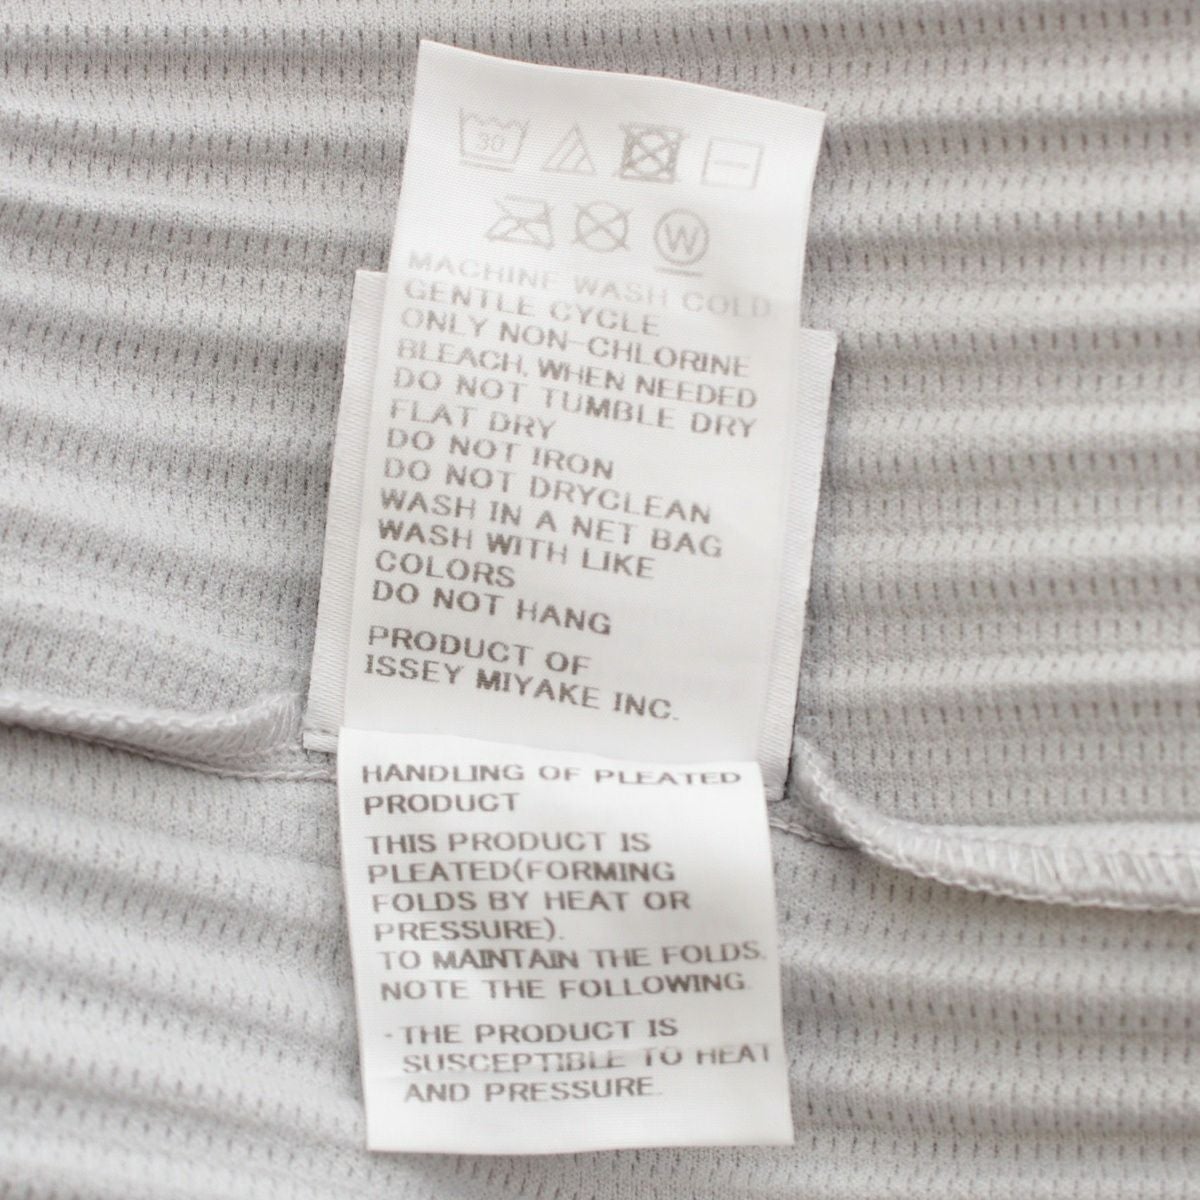 30
W
MACHINE WASH COLD
GENTLE CYCLE
ONLY NON-CHLORINE
BLEACH, WHEN NEEDED
DO NOT TUMBLE DRY
FLAT DRY
DO NOT IRON
DO NOT DRYCLEAN
WASH IN A NET BAG
WASH WITH LIKE
COLORS
DO NOT HANG
PRODUCT OF
ISSEY MIYAKE INC.
HANDLING OF PLEATED
PRODUCT
THIS PRODUCT IS
PLEATED(FORMING
FOLDS BY HEAT OR
PRESSURE).
TO MAINTAIN THE FOLDS,
NOTE THE FOLLOWING.
- THE PRODUCT IS
SUSCEPTIBLE TO HEAT
AND PRESSURE.